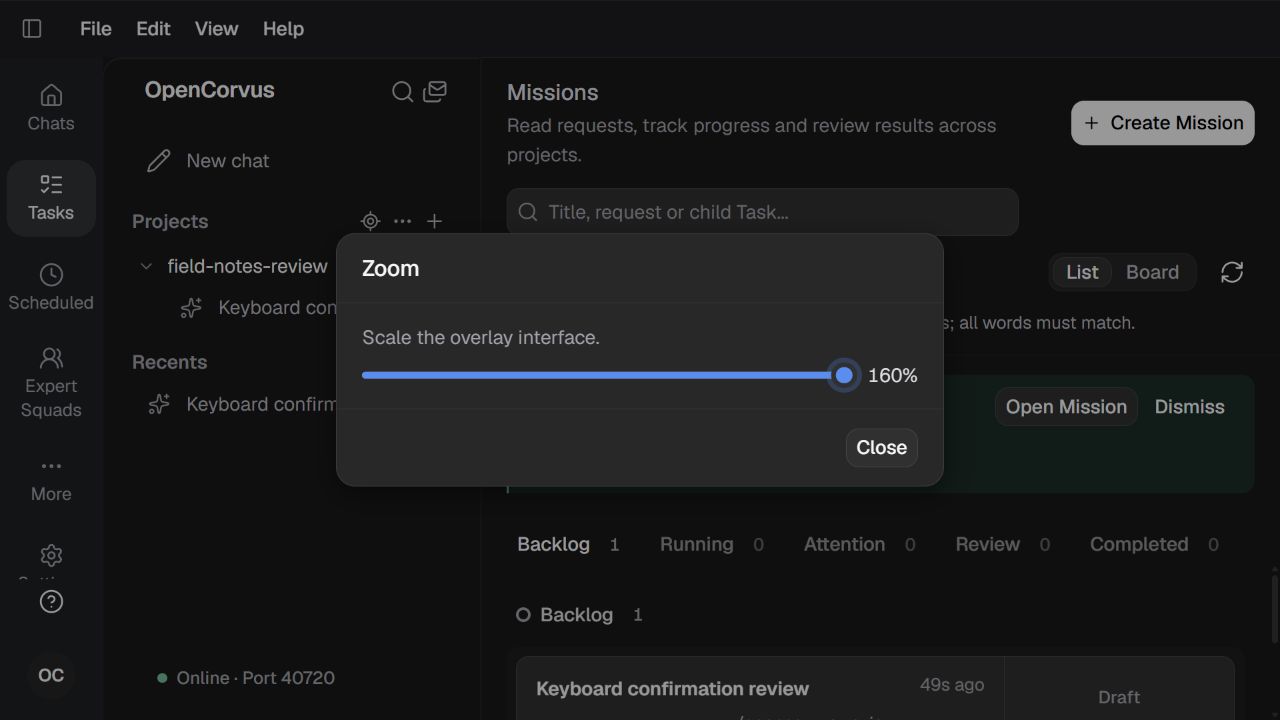 File Edit View Help
Chats
Tasks
Scheduled
Expert
Squads
More
OC
OpenCorvus
New chat
Projects
field-notes-review
Keyboard con
Recents
Keyboard confirm
Online · Port 40720
Missions
Read requests, track progress and review results across
projects.
Create Mission
Title, request or child Task...
List Board
s; all words must match.
Open Mission Dismiss
Zoom
Scale the overlay interface.
160%
Close
Backlog 1 Running 0 Attention 0 Review 0 Completed 0
Backlog 1
Keyboard confirmation review
49s ago
Draft